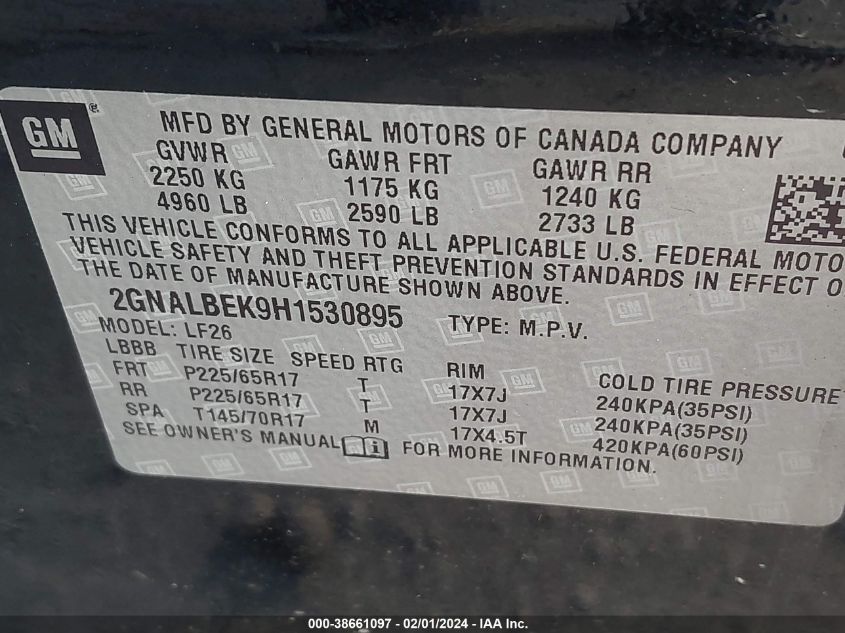 GM ®
MFD BY GENERAL MOTORS OF CANADA COMPANY
GVWR GAWR FRT GAWR RR
2250 KG 1175 KG 1240 KG
4960 LB 2590 LB 2733 LB
THIS VEHICLE CONFORMS TO ALL APPLICABLE U.S. FEDERAL MOTO
VEHICLE SAFETY AND THEFT PREVENTION STANDARDS IN EFFECT O
THE DATE OF MANUFACTURE SHOWN ABOVE.
2GNALBEK9H1530895 TYPE: M.P.V.
MODEL: LF26
LBBB TIRE SIZE SPEED RTG RIM COLD TIRE PRESSURE
FRT P225/65R17 T 17X7J 240KPA(35PSI)
RR P225/65R17 T 17X7J 240KPA(35PSI)
SPA T145/70R17 M 17X4.5T 420KPA(60PSI)
SEE OWNER'S MANUAL FOR MORE INFORMATION.
000-38661097 - 02/01/2024 - IAA Inc.